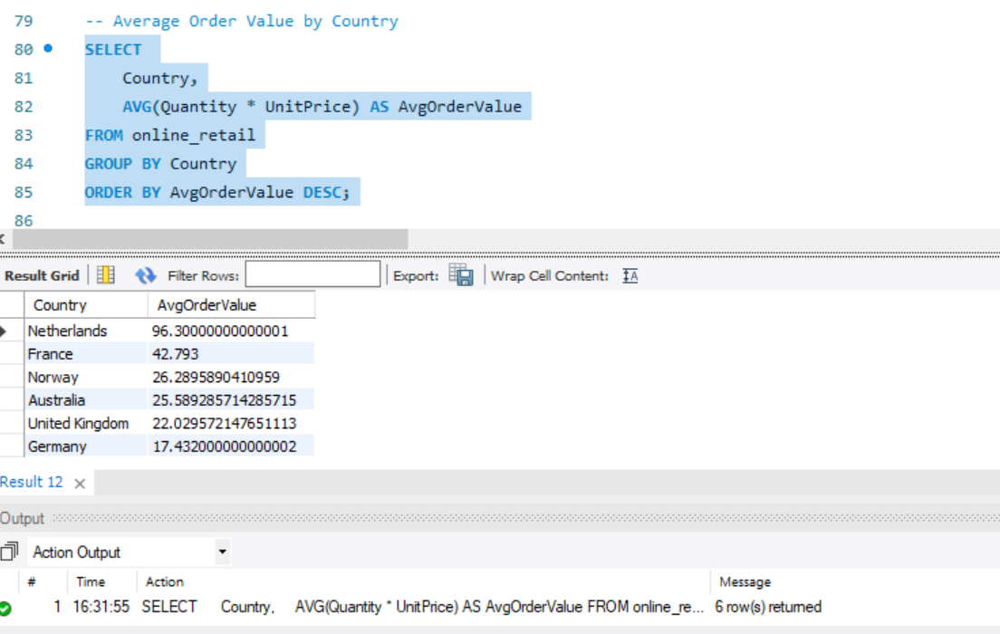 79 -- Average Order Value by Country
80 SELECT
81 Country,
82 AVG(Quantity * UnitPrice) AS AvgOrderValue
83 FROM online_retail
84 GROUP BY Country
85 ORDER BY AvgOrderValue DESC;
86
Result Grid Filter Rows: Export: Wrap Cell Content:
Country AvgOrderValue
Netherlands 96.30000000000001
France 42.793
Norway 26.2895890410959
Australia 25.589285714285715
United Kingdom 22.029572147651113
Germany 17.432000000000002
Result 12
Output
Action Output
# Time Action Message
1 16:31:55 SELECT Country, AVG(Quantity * UnitPrice) AS AvgOrderValue FROM online_re... 6 row(s) returned